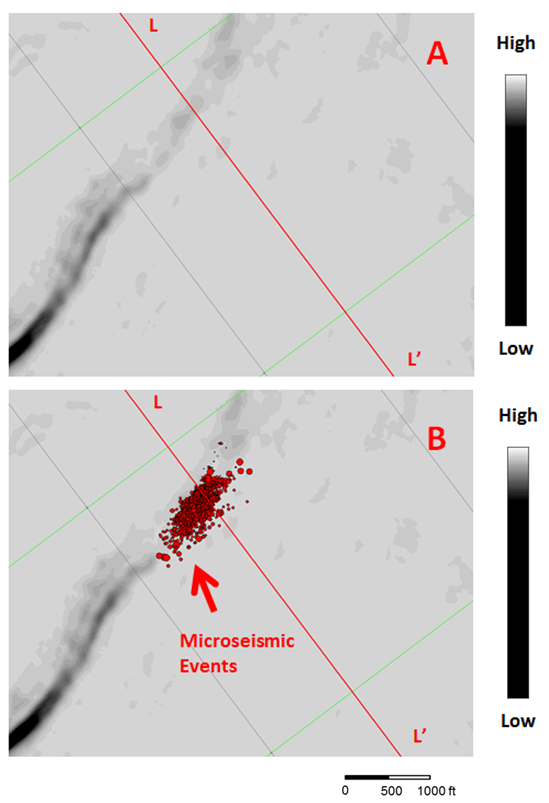 L
A
High
L’
Low
L
B
High
Microseismic
Events
L’
Low
0 500 1000 ft